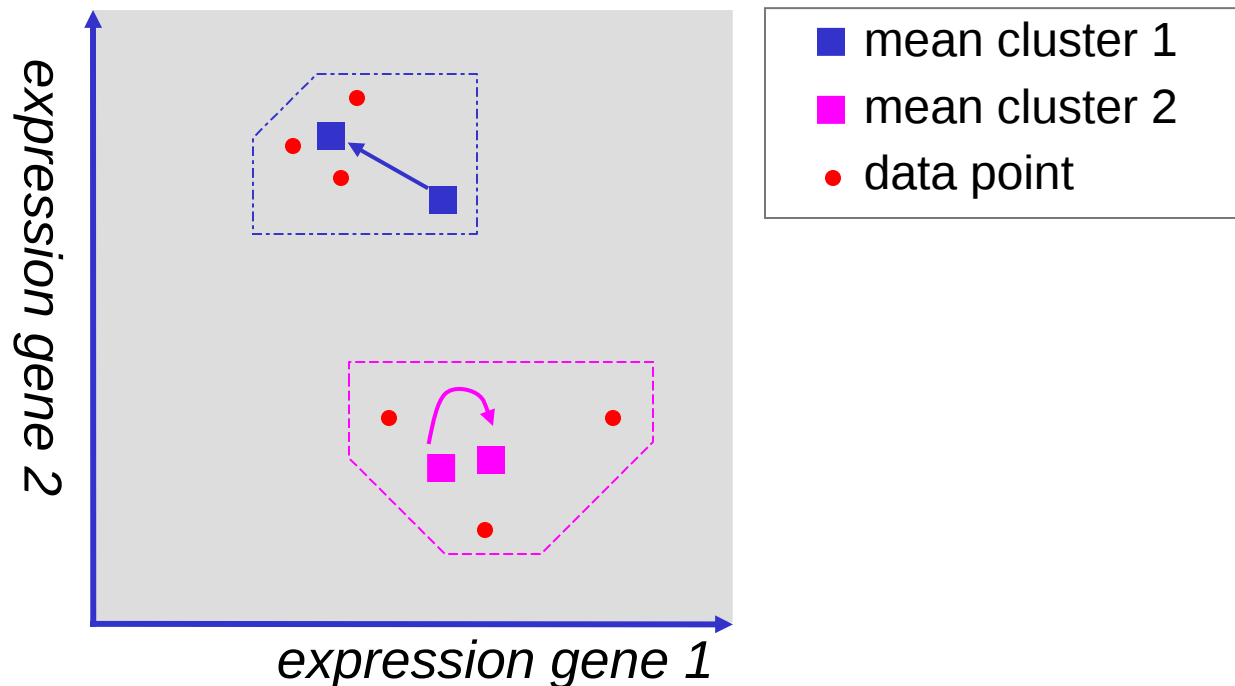 expression gene 2
mean cluster 1
mean cluster 2
data point
expression gene 1